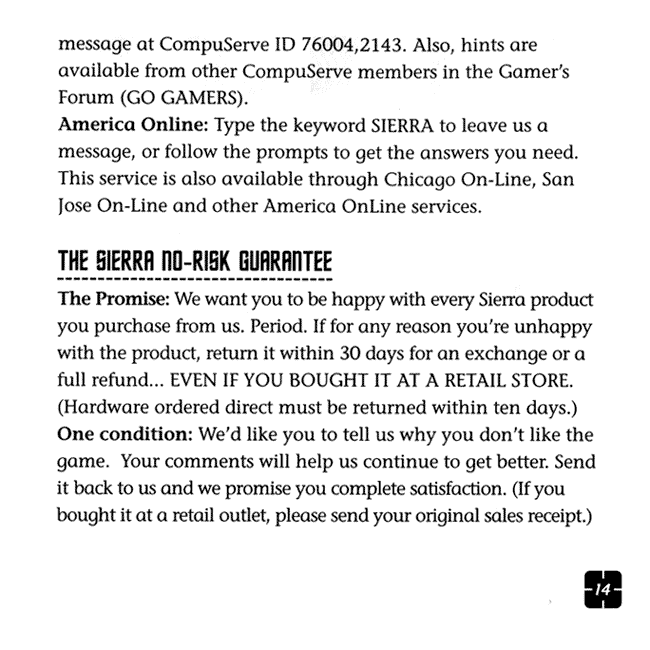 message at CompuServe ID 76004,2143. Also, hints are
available from other CompuServe members in the Gamer's
Forum (GO GAMERS).
America Online: Type the keyword SIERRA to leave us a
message, or follow the prompts to get the answers you need.
This service is also available through Chicago On-Line, San
Jose On-Line and other America OnLine services.
THE SIERRA NO-RISK GUARANTEE
The Promise: We want you to be happy with every Sierra product
you purchase from us. Period. If for any reason you're unhappy
with the product, return it within 30 days for an exchange or a
full refund... EVEN IF YOU BOUGHT IT AT A RETAIL STORE.
(Hardware ordered direct must be returned within ten days.)
One condition: We'd like you to tell us why you don't like the
game.  Your comments will help us continue to get better. Send
it back to us and we promise you complete satisfaction. (If you
bought it at a retail outlet, please send your original sales receipt.)
-14-